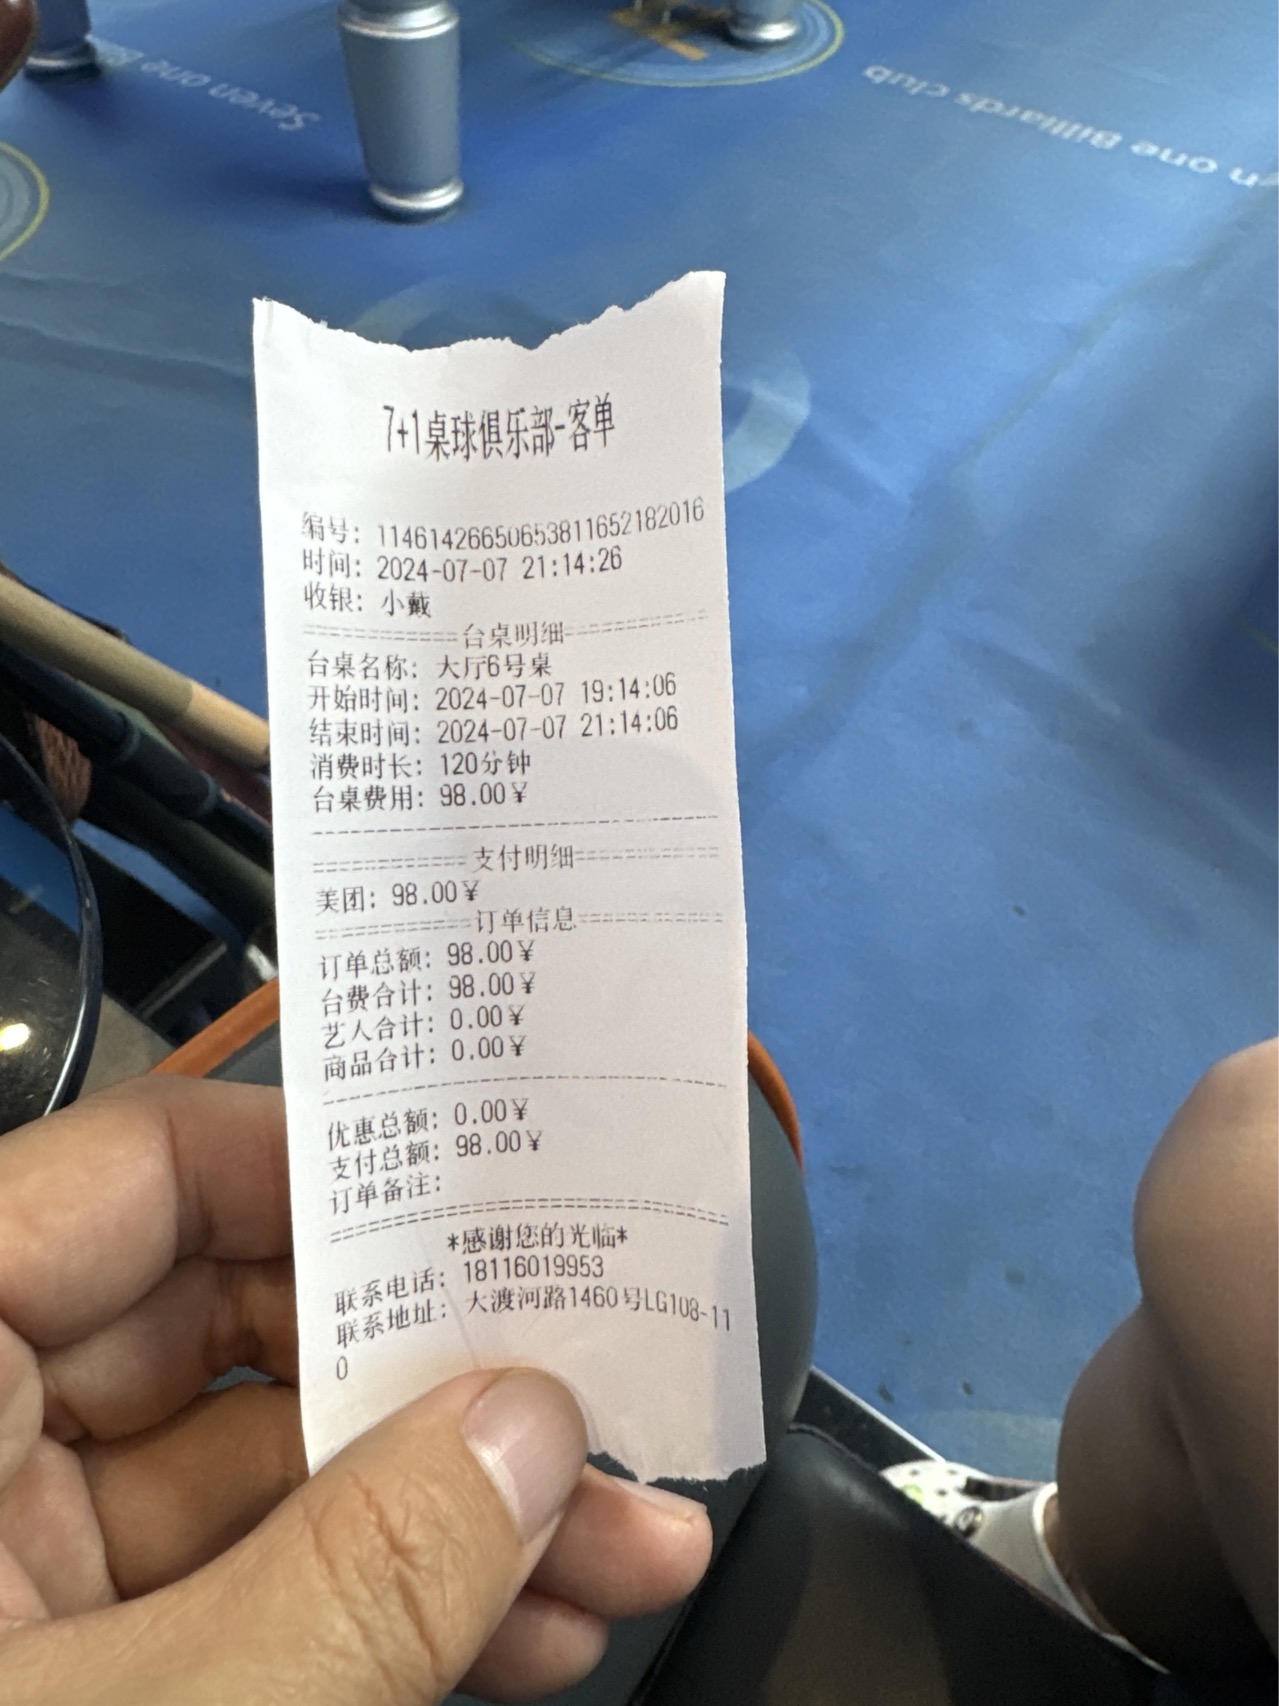 Seven one
Billiards club
n one Billiards club
7+1桌球俱乐部-客单
编号: 11461426650653811652182016
时间: 2024-07-07 21:14:26
收银: 小戴
============台桌明细===========
台桌名称: 大厅6号桌
开始时间: 2024-07-07 19:14:06
结束时间: 2024-07-07 21:14:06
消费时长: 120分钟
台桌费用: 98.00¥
--------------------------------
============支付明细===========
美团: 98.00¥
============订单信息===========
订单总额: 98.00¥
台费合计: 98.00¥
艺人合计: 0.00¥
商品合计: 0.00¥
--------------------------------
优惠总额: 0.00¥
支付总额: 98.00¥
订单备注:
================================
*感谢您的光临*
联系电话: 18116019953
联系地址: 大渡河路1460号LG108-11
0